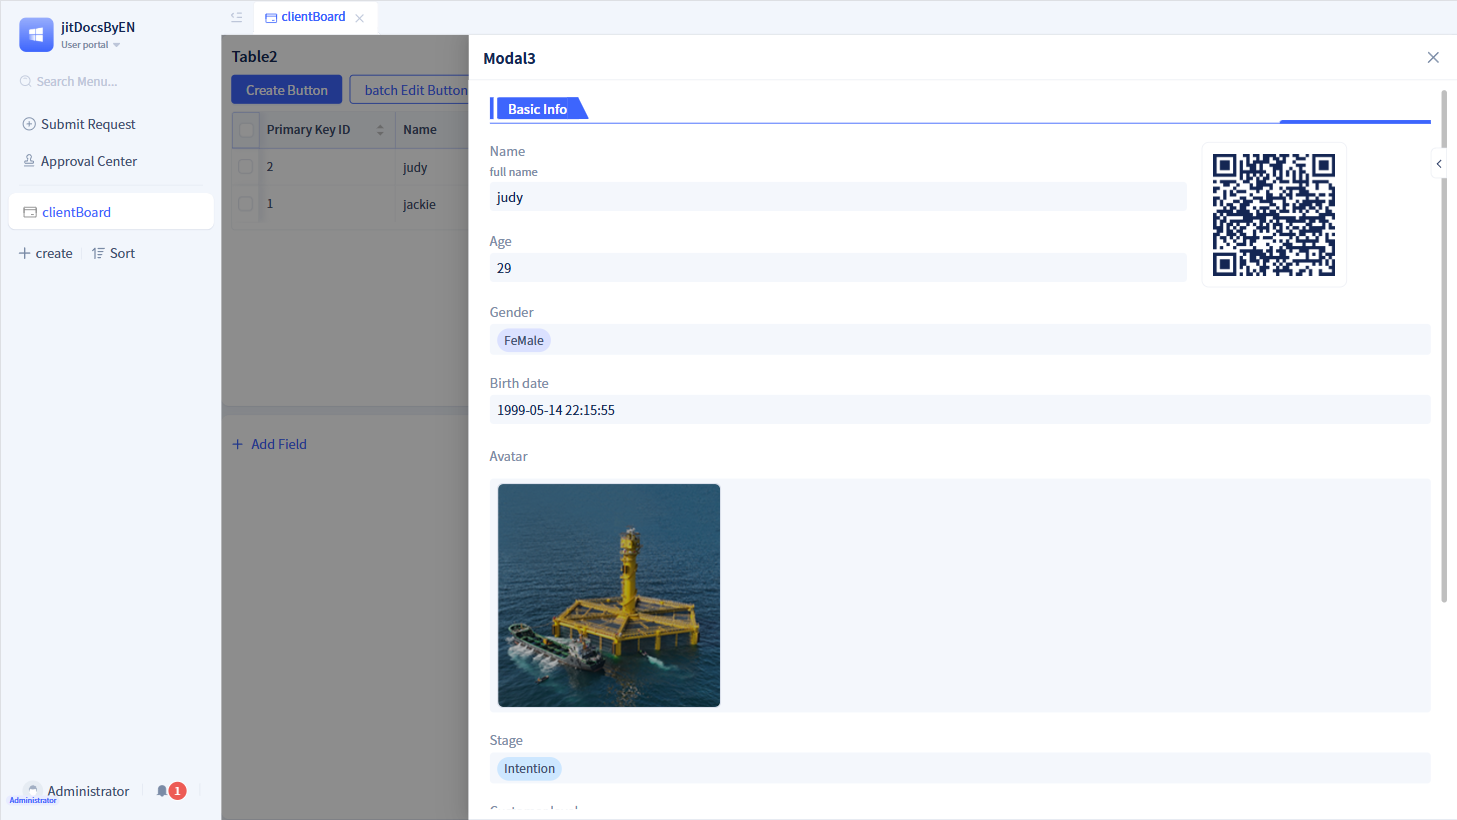 jitDocsByEN
User portal
Search Menu...
Submit Request
Approval Center
clientBoard
create
Sort
Administrator
Administrator
1
clientBoard
Table2
Create Button
batch Edit Button
Primary Key ID
Name
2
judy
1
jackie
Add Field
Modal3
Basic Info
Name
full name
judy
Age
29
Gender
FeMale
Birth date
1999-05-14 22:15:55
Avatar
Stage
Intention